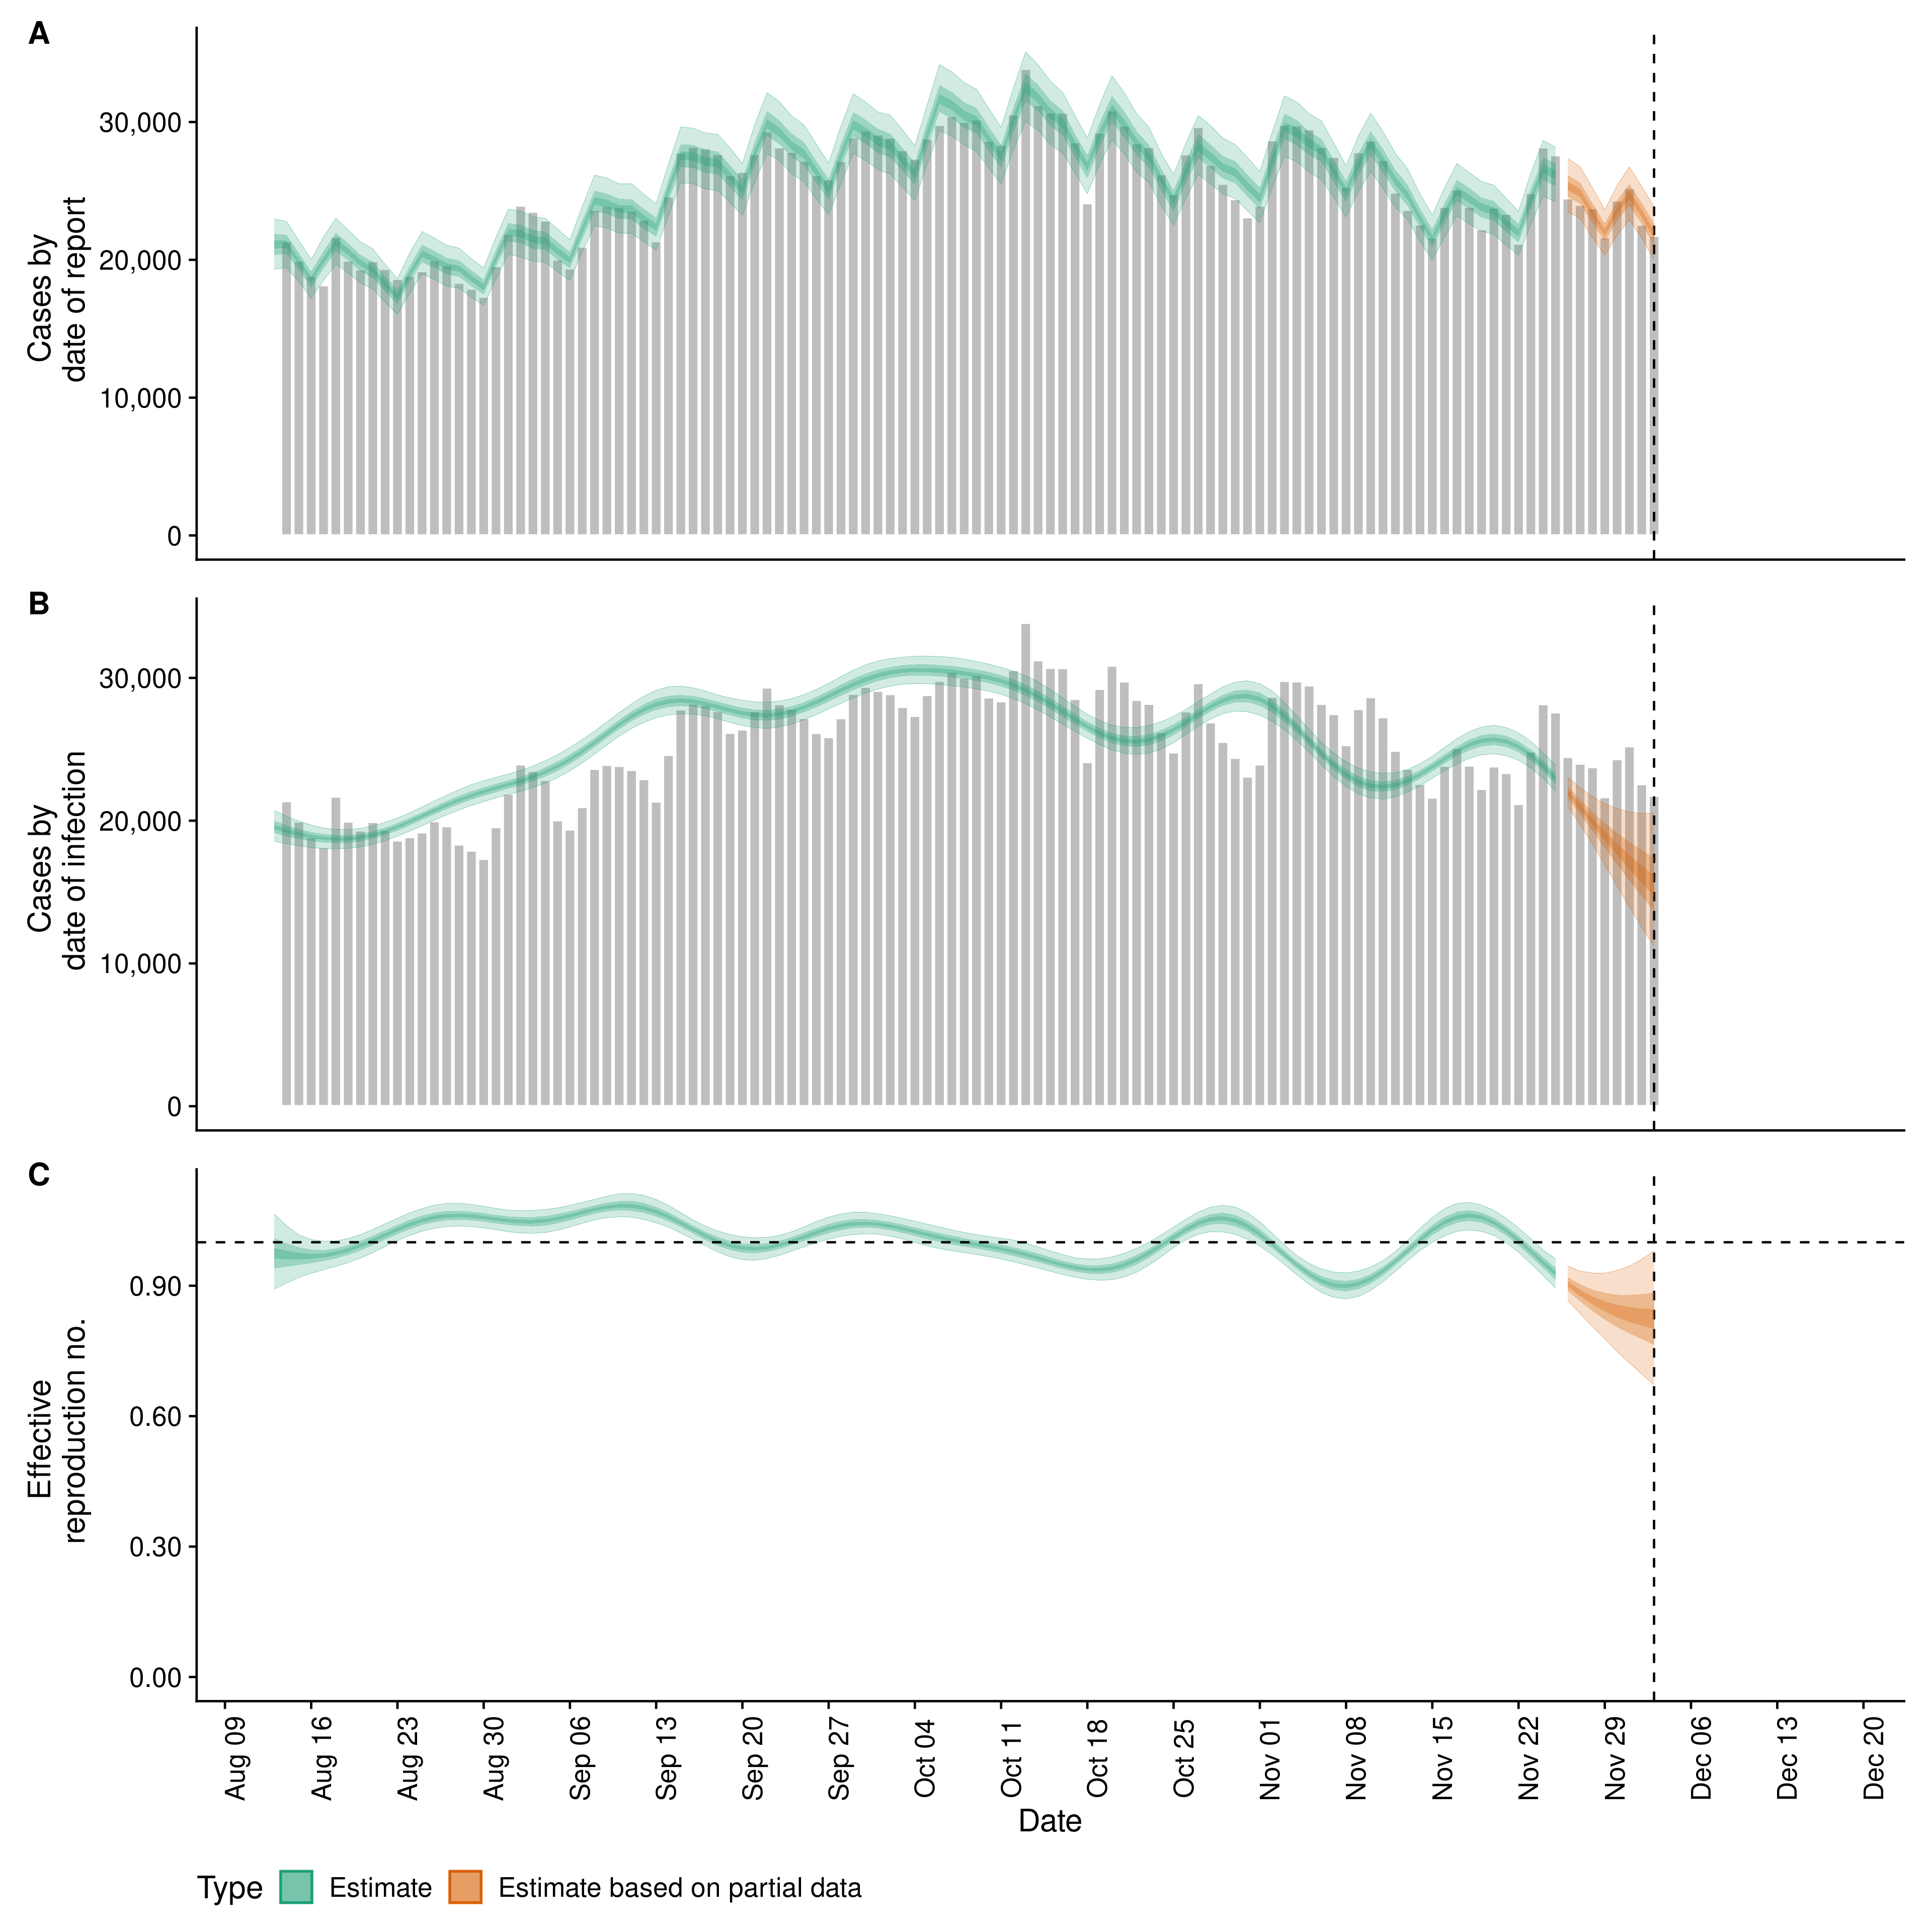 A
Cases by
date of report
30,000
20,000
10,000
0
B
Cases by
date of infection
30,000
20,000
10,000
0
C
Effective
reproduction no.
0.90
0.60
0.30
0.00
Aug 09
Aug 16
Aug 23
Aug 30
Sep 06
Sep 13
Sep 20
Sep 27
Oct 04
Oct 11
Oct 18
Oct 25
Nov 01
Nov 08
Nov 15
Nov 22
Nov 29
Dec 06
Dec 13
Dec 20
Date
Type Estimate Estimate based on partial data